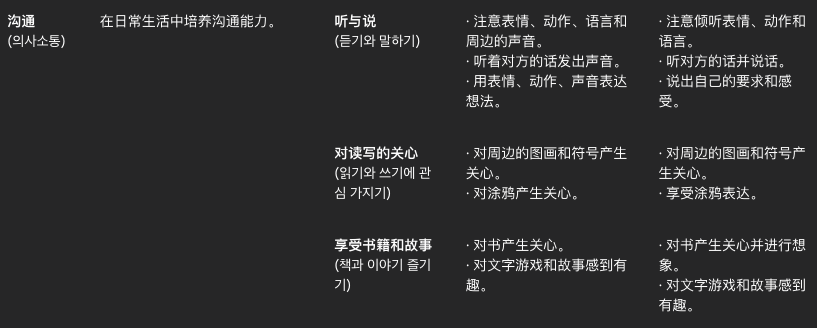 沟通
(의사소통)
在日常生活中培养沟通能力。
听与说
(듣기와 말하기)
· 注意表情、动作、语言和
周边的声音。
· 听着对方的话发出声音。
· 用表情、动作、声音表达
想法。
· 注意倾听表情、动作和
语言。
· 听对方的话并说话。
· 说出自己的要求和感
受。
对读写的关心
(읽기와 쓰기에 관
심 가지기)
· 对周边的图画和符号产生
关心。
· 对涂鸦产生关心。
· 对周边的图画和符号产
生关心。
· 享受涂鸦表达。
享受书籍和故事
(책과 이야기 즐기
기)
· 对书产生关心。
· 对文字游戏和故事感到有
趣。
· 对书产生关心并进行想
象。
· 对文字游戏和故事感到
有趣。